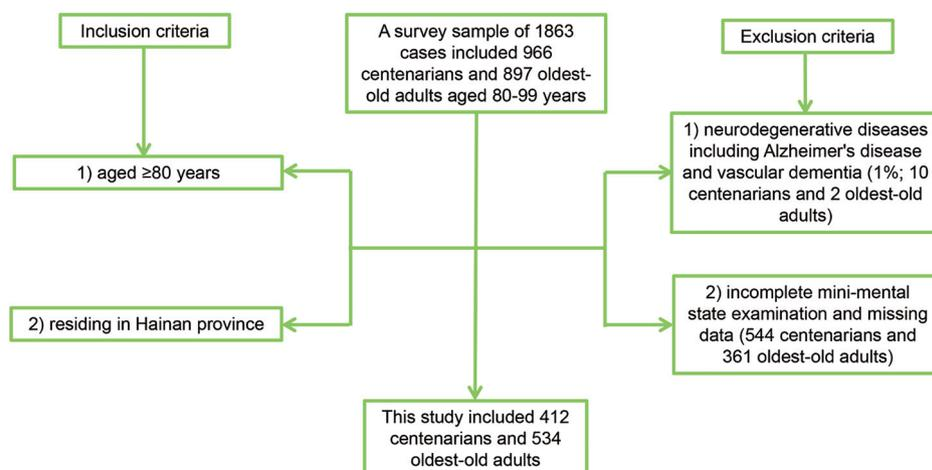 Inclusion criteria
A survey sample of 1863
cases included 966
centenarians and 897 oldest-
old adults aged 80-99 years
Exclusion criteria
1) aged ≥80 years
1) neurodegenerative diseases
including Alzheimer's disease
and vascular dementia (1%; 10
centenarians and 2 oldest-old
adults)
2) residing in Hainan province
2) incomplete mini-mental
state examination and missing
data (544 centenarians and
361 oldest-old adults)
This study included 412
centenarians and 534
oldest-old adults